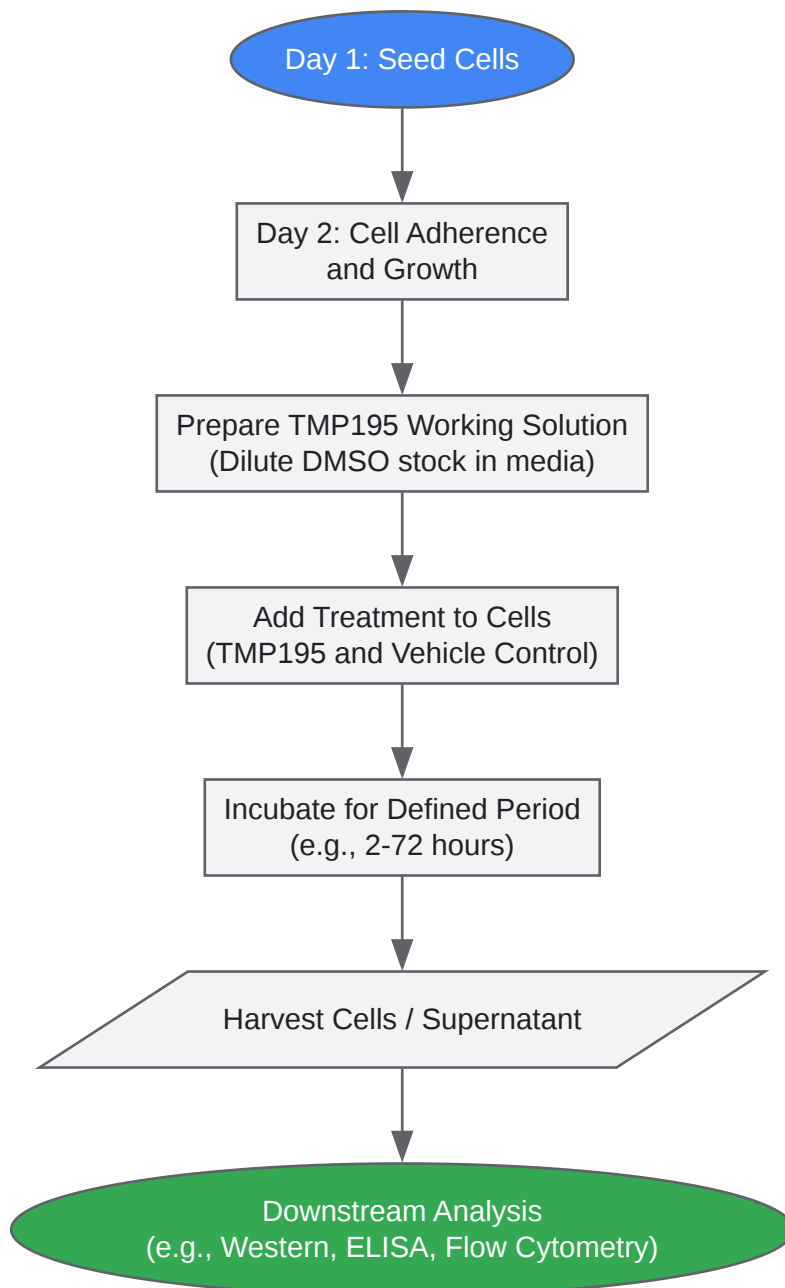 Day 1: Seed Cells
Day 2: Cell Adherence
and Growth
Prepare TMP195 Working Solution
(Dilute DMSO stock in media)
Add Treatment to Cells
(TMP195 and Vehicle Control)
Incubate for Defined Period
(e.g., 2-72 hours)
Harvest Cells / Supernatant
Downstream Analysis
(e.g., Western, ELISA, Flow Cytometry)